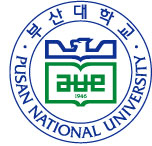 부산대학교
PUSAN NATIONAL UNIVERSITY
1946